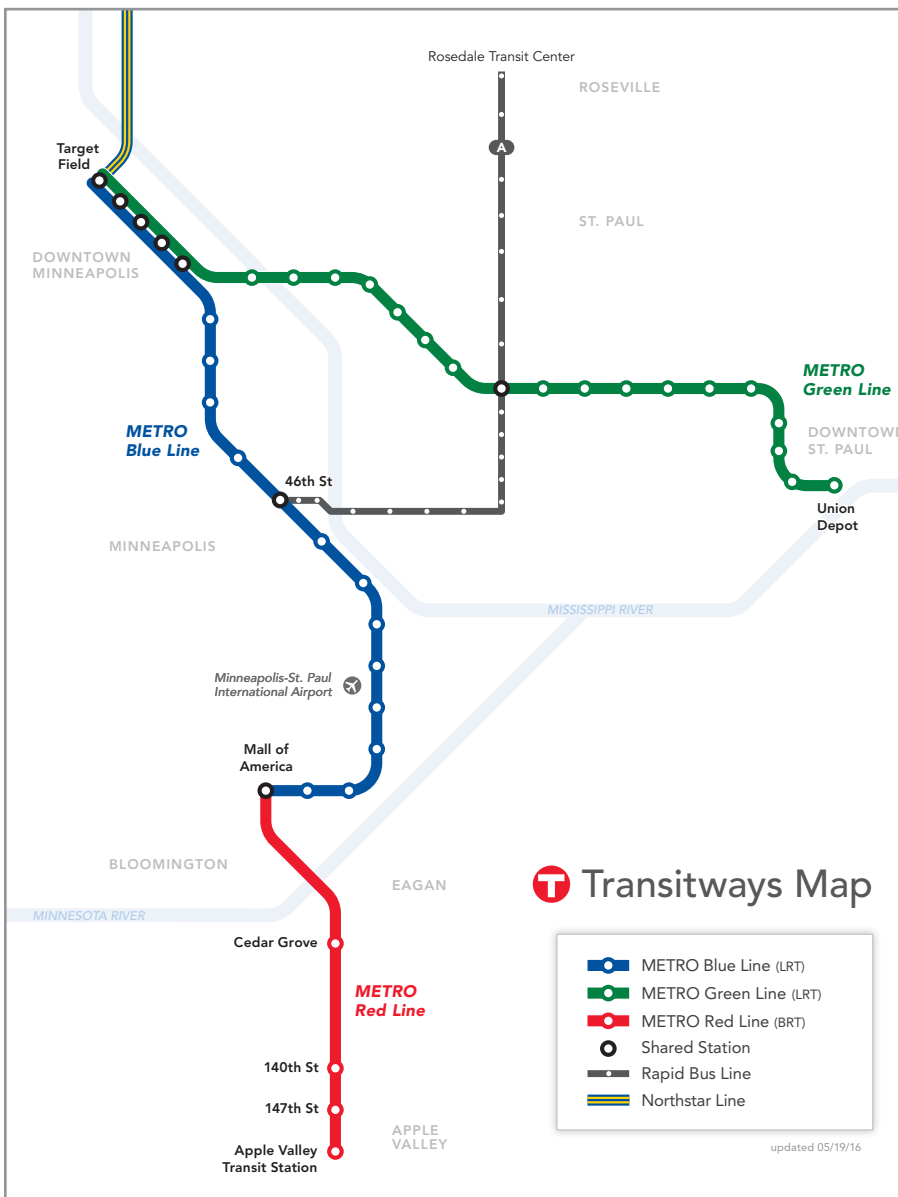 Rosedale Transit Center
ROSEVILLE
A
Target
Field
ST. PAUL
DOWNTOWN
MINNEAPOLIS
METRO
Green Line
METRO
Blue Line
DOWNTOWN
ST. PAUL
46th St
Union
Depot
MINNEAPOLIS
MISSISSIPPI RIVER
Minneapolis-St. Paul
International Airport
Mall of
America
BLOOMINGTON
EAGAN
T Transitways Map
MINNESOTA RIVER
Cedar Grove
METRO
Red Line
METRO Blue Line (LRT)
METRO Green Line (LRT)
METRO Red Line (BRT)
Shared Station
Rapid Bus Line
Northstar Line
140th St
147th St
APPLE
VALLEY
Apple Valley
Transit Station
updated 05/19/16